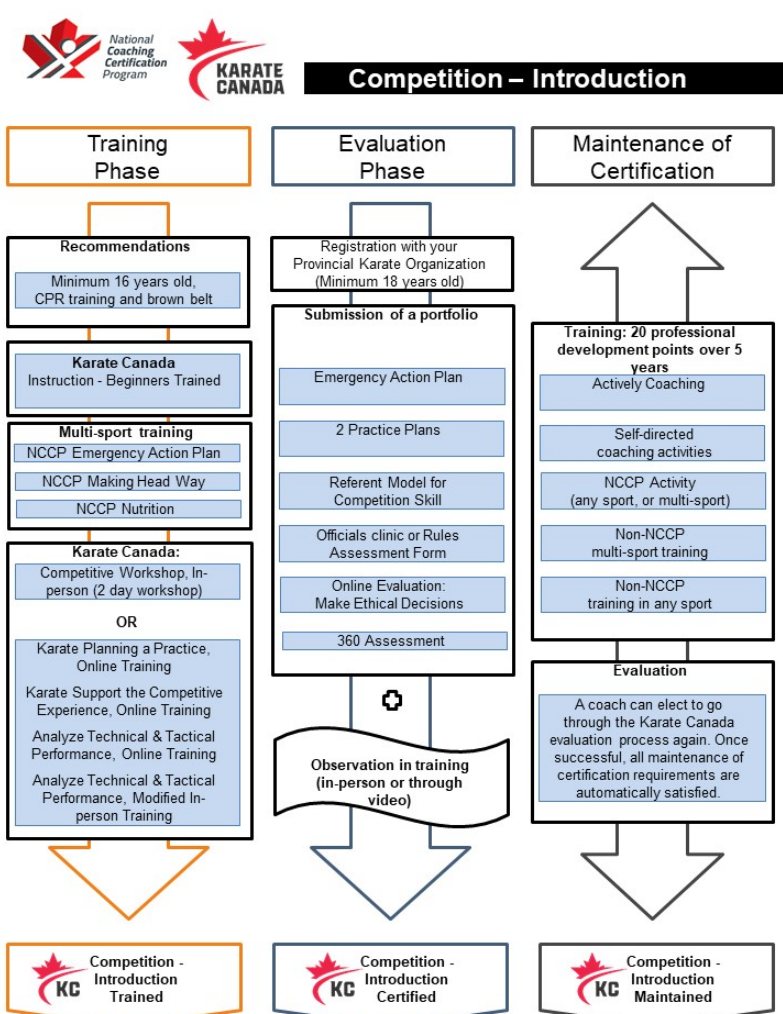 National
Coaching
Certification
Program
KARATE
CANADA
Competition – Introduction
Training
Phase
Recommendations
Minimum 16 years old,
CPR training and brown belt
Karate Canada
Instruction - Beginners Trained
Multi-sport training
NCCP Emergency Action Plan
NCCP Making Head Way
NCCP Nutrition
Karate Canada:
Competitive Workshop, In-
person (2 day workshop)
OR
Karate Planning a Practice,
Online Training
Karate Support the Competitive
Experience, Online Training
Analyze Technical & Tactical
Performance, Online Training
Analyze Technical & Tactical
Performance, Modified In-
person Training
KC
Competition -
Introduction
Trained
Evaluation
Phase
Registration with your
Provincial Karate Organization
(Minimum 18 years old)
Submission of a portfolio
Emergency Action Plan
2 Practice Plans
Referent Model for
Competition Skill
Officials clinic or Rules
Assessment Form
Online Evaluation:
Make Ethical Decisions
360 Assessment
Observation in training
(in-person or through
video)
KC
Competition -
Introduction
Certified
Maintenance of
Certification
Training: 20 professional
development points over 5
years
Actively Coaching
Self-directed
coaching activities
NCCP Activity
(any sport, or multi-sport)
Non-NCCP
multi-sport training
Non-NCCP
training in any sport
Evaluation
A coach can elect to go
through the Karate Canada
evaluation process again. Once
successful, all maintenance of
certification requirements are
automatically satisfied.
KC
Competition -
Introduction
Maintained